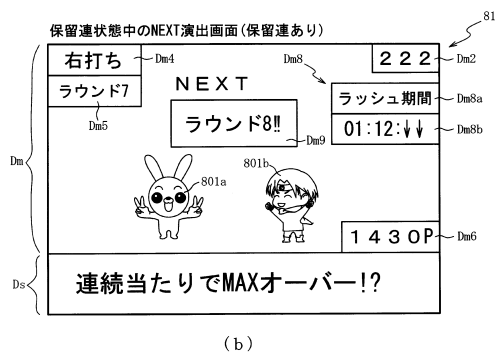 保留連状態中のNEXT演出画面(保留連あり)
81
右打ち
Dm4
222
Dm2
ラウンド7
Dm5
NEXT
Dm8
ラッシュ期間
Dm8a
01:12:↓↓
Dm8b
ラウンド8!!
Dm9
Dm
801a
801b
1430P
Dm6
Ds
連続当たりでMAXオーバー!?
(b)